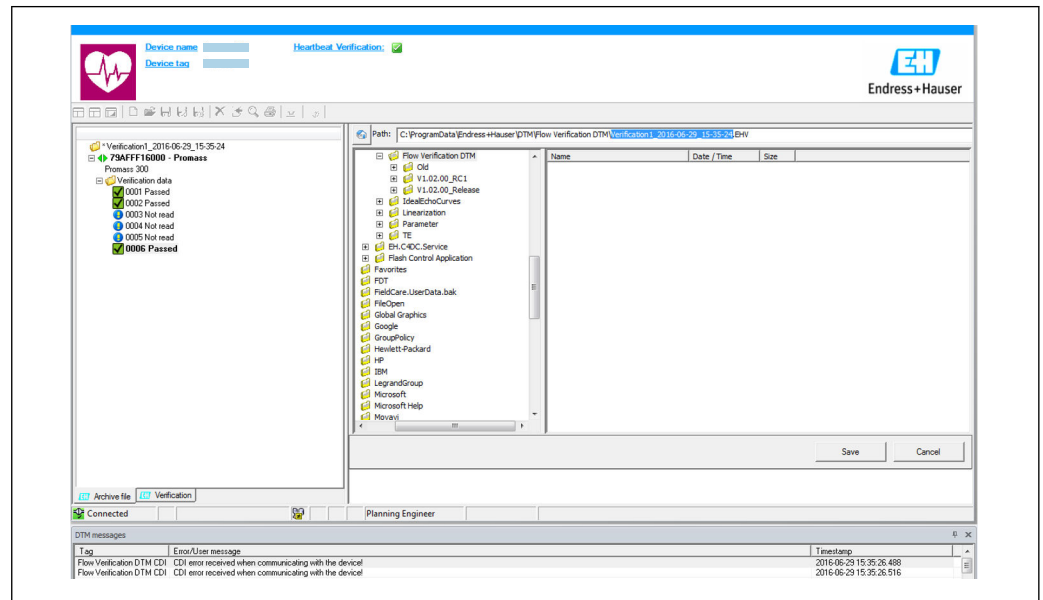 Device name
Heartbeat Verification:
Device tag
Endress+Hauser
Path: C:\ProgramData\Endress+Hauser\DTM\Flow Verification DTM\Verification1_2016-06-29_15-35-24.EHV
* Verification1_2016-06-29_15-35-24
79AFFF16000 - Promass
Promass 300
Verification data
0001 Passed
0002 Passed
0003 Not read
0004 Not read
0005 Not read
0006 Passed
Flow Verification DTM
Old
V1.02.00_RC1
V1.02.00_Release
IdealEchoCurves
Linearization
Parameter
TE
EH.C4DC.Service
Flash Control Application
Favorites
FDT
FieldCare.UserData.bak
FileOpen
Global Graphics
Google
GroupPolicy
Hewlett-Packard
HP
IBM
LegrandGroup
Microsoft
Microsoft Help
Movavi
Name Date / Time Size
Save Cancel
Archive file Verification
Connected Planning Engineer
DTM messages
Tag Error/User message Timestamp
Flow Verification DTM CDI CDI error received when communicating with the device! 2016-06-29 15:35:26.488
Flow Verification DTM CDI CDI error received when communicating with the device! 2016-06-29 15:35:26.516